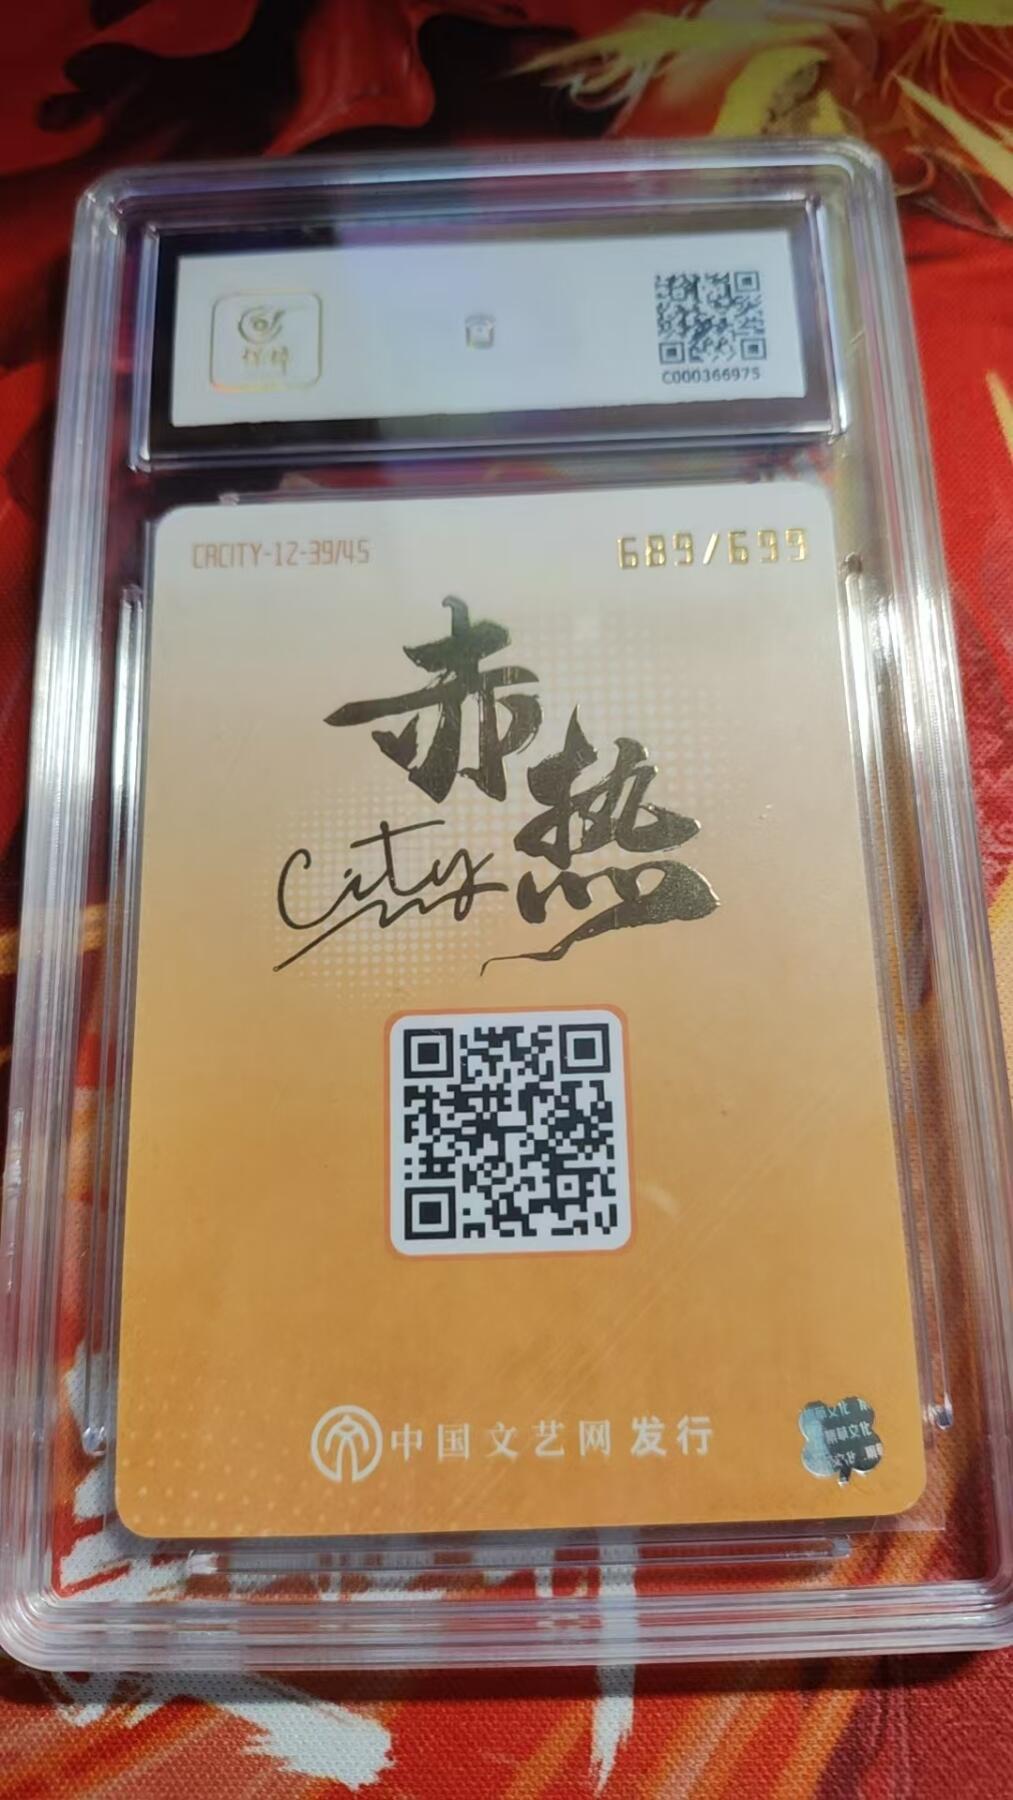 C000366975
CRCITY-12-39/45
689/699
赤热
City
中国文艺网 发行